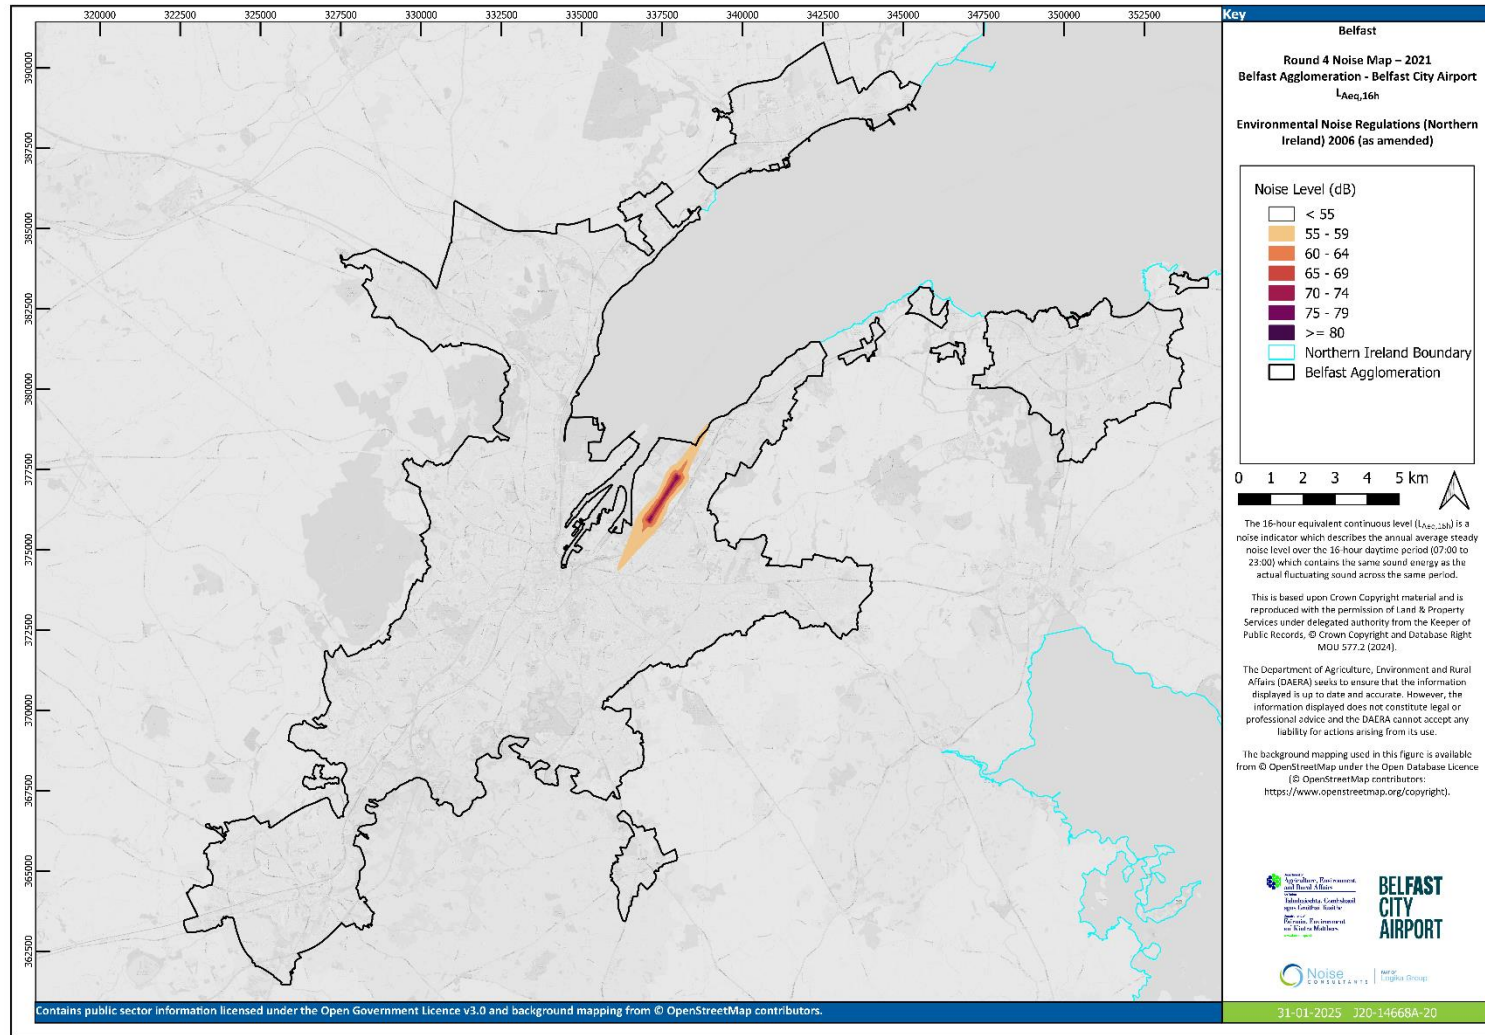 320000 322500 325000 327500 330000 332500 335000 337500 340000 342500 345000 347500 350000 352500
390000
387500
385000
382500
380000
377500
375000
372500
370000
367500
365000
362500
Key
Belfast
Round 4 Noise Map – 2021
Belfast Agglomeration - Belfast City Airport
LAeq,16h
Environmental Noise Regulations (Northern
Ireland) 2006 (as amended)
Noise Level (dB)
< 55
55 - 59
60 - 64
65 - 69
70 - 74
75 - 79
>= 80
Northern Ireland Boundary
Belfast Agglomeration
0 1 2 3 4 5 km
The 16-hour equivalent continuous level (LAeq,16h) is a
noise indicator which describes the annual average steady
noise level over the 16-hour daytime period (07:00 to
23:00) which contains the same sound energy as the
actual fluctuating sound across the same period.
This is based upon Crown Copyright material and is
reproduced with the permission of Land & Property
Services under delegated authority from the Keeper of
Public Records, © Crown Copyright and Database Right
MOU 577.2 (2024).
The Department of Agriculture, Environment and Rural
Affairs (DAERA) seeks to ensure that the information
displayed is up to date and accurate. However, the
information displayed does not constitute legal or
professional advice and the DAERA cannot accept any
liability for actions arising from its use.
The background mapping used in this figure is available
from © OpenStreetMap under the Open Database Licence
(© OpenStreetMap contributors:
https://www.openstreetmap.org/copyright).
Agriculture, Environment
and Rural Affairs
BELFAST
CITY
AIRPORT
Noise
CONSULTANTS
PART OF
Logika Group
Contains public sector information licensed under the Open Government Licence v3.0 and background mapping from © OpenStreetMap contributors.
31-01-2025 J20-14668A-20